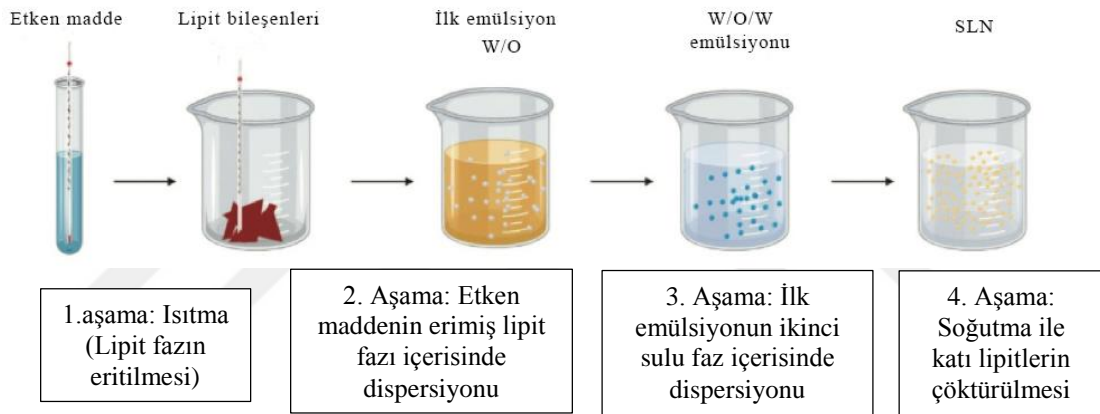 Etken madde
Lipit bileşenleri
İlk emülsiyon
W/O
W/O/W
emülsiyonu
SLN
1.aşama: Isıtma
(Lipit fazın
eritilmesi)
2. Aşama: Etken
maddenin erimiş lipit
fazı içerisinde
dispersiyonu
3. Aşama: İlk
emülsiyonun ikinci
sulu faz içerisinde
dispersiyonu
4. Aşama:
Soğutma ile
katı lipitlerin
çöktürülmesi